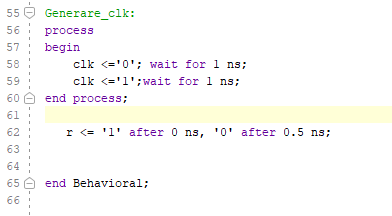 55 Generare_clk:
56 process
57 begin
58 clk <='0'; wait for 1 ns;
59 clk <='1';wait for 1 ns;
60 end process;
61
62 r <= '1' after 0 ns, '0' after 0.5 ns;
63
64
65 end Behavioral;
66